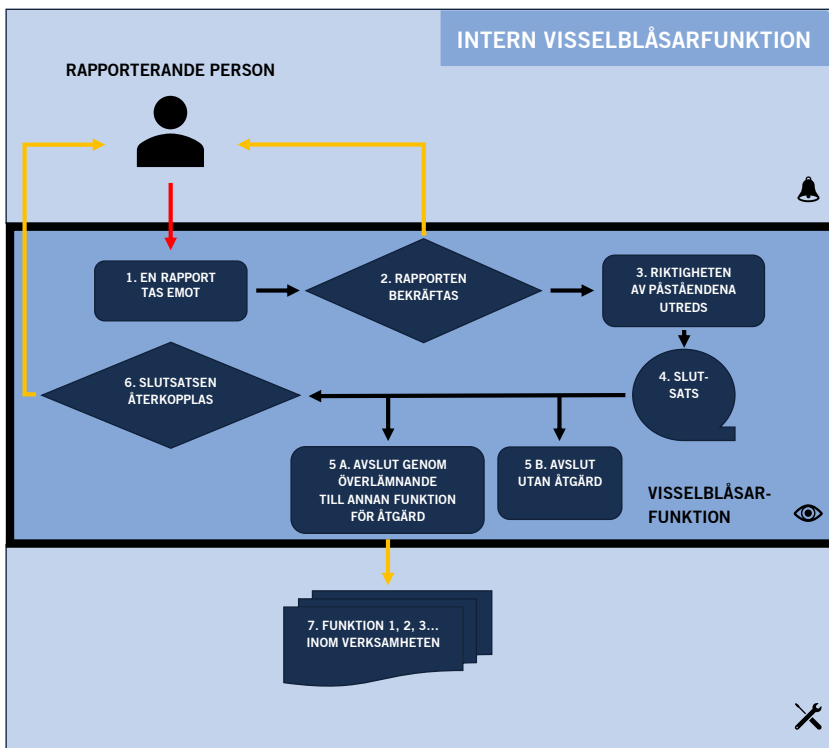 INTERN VISSELBLÅSARFUNKTION
RAPPORTERANDE PERSON
1. EN RAPPORT
TAS EMOT
2. RAPPORTEN
BEKRÄFTAS
3. RIKTIGHETEN
AV PÅSTÅENDENA
UTREDS
4. SLUT-
SATS
6. SLUTSATSEN
ÅTERKOPPLAS
5 A. AVSLUT GENOM
ÖVERLÄMNANDE
TILL ANNAN FUNKTION
FÖR ÅTGÄRD
5 B. AVSLUT
UTAN ÅTGÄRD
VISSELBLÅSAR-
FUNKTION
7. FUNKTION 1, 2, 3...
INOM VERKSAMHETEN